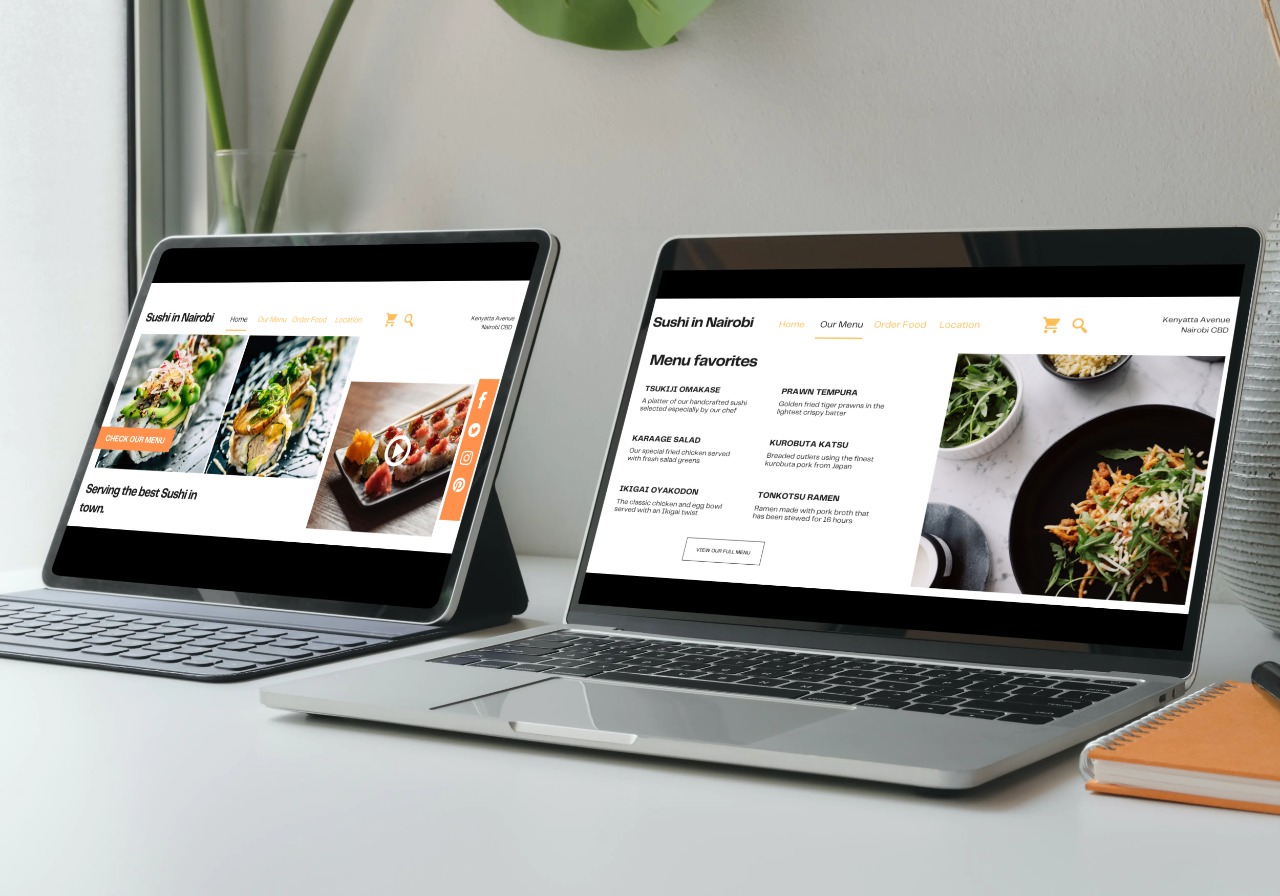 Sushi in Nairobi
Home
Our Menu
Order Food
Location
Kenyatta Avenue
Nairobi CBD
CHECK OUR MENU
Serving the best Sushi in
town.
Sushi in Nairobi
Home
Our Menu
Order Food
Location
Kenyatta Avenue
Nairobi CBD
Menu favorites
TSUKIJI OMAKASE
A platter of our handcrafted sushi
selected especially by our chef
PRAWN TEMPURA
Golden fried tiger prawns in the
lightest crispy batter
KARAAGE SALAD
Our special fried chicken served
with fresh salad greens
KUROBUTA KATSU
Breaded cutlets using the finest
kurobuta pork from Japan
IKIGAI OYAKODON
The classic chicken and egg bowl
served with an Ikigai twist
TONKOTSU RAMEN
Ramen made with pork broth that
has been stewed for 16 hours
VIEW OUR FULL MENU